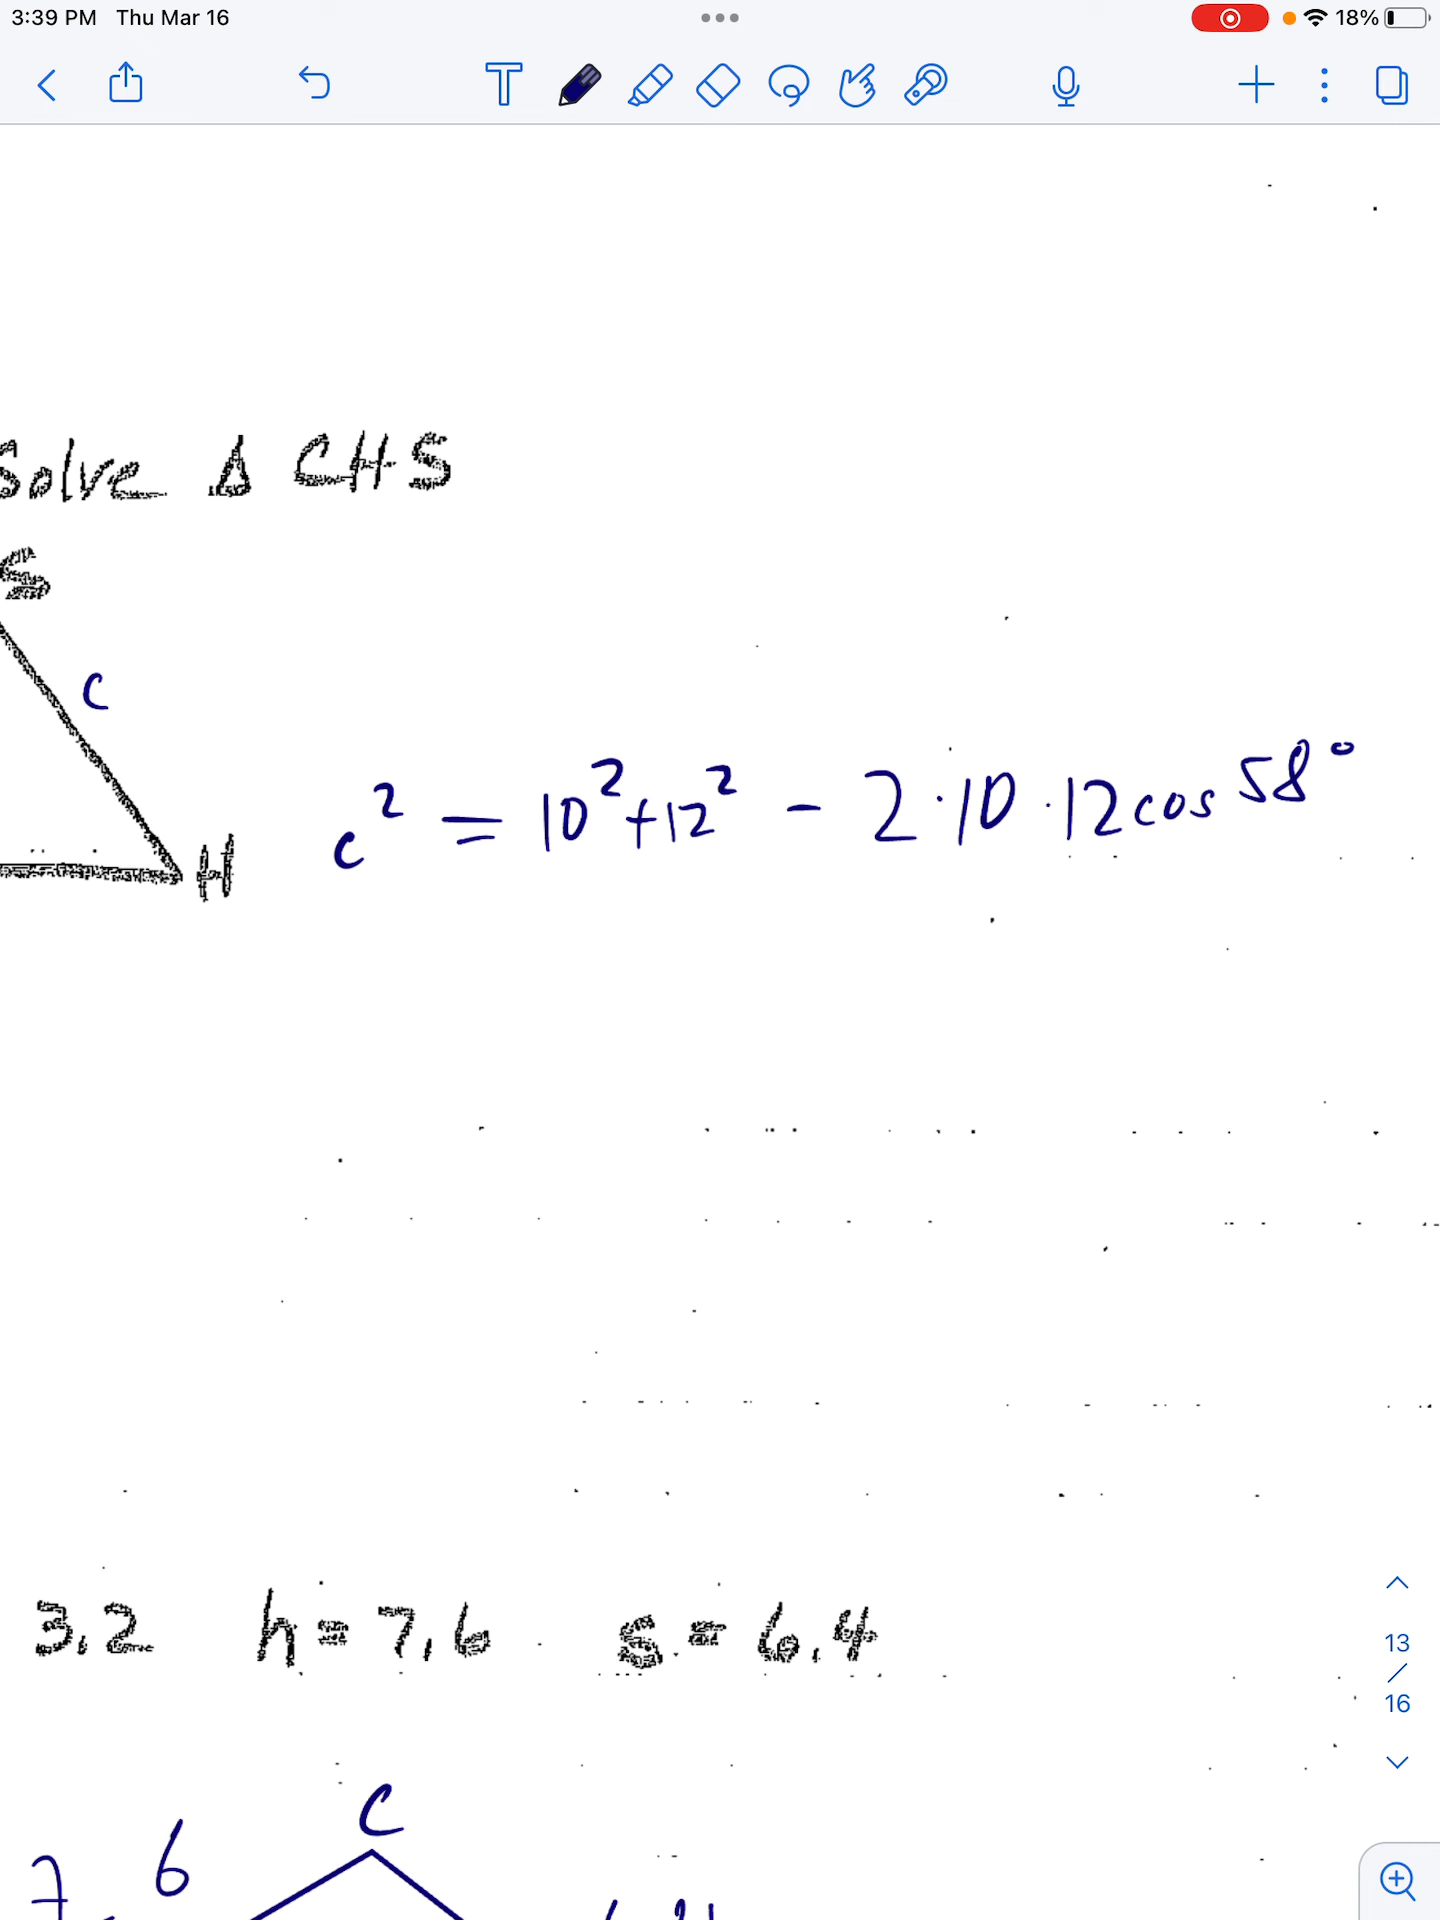 3:39 PM Thu Mar 16 18%
T
Solve Δ CHS
S
c
c² = 10² + 12² - 2·10·12 cos 58°
H
3.2 h = 7.6 s = 6.4
13
/
16
C
7.6